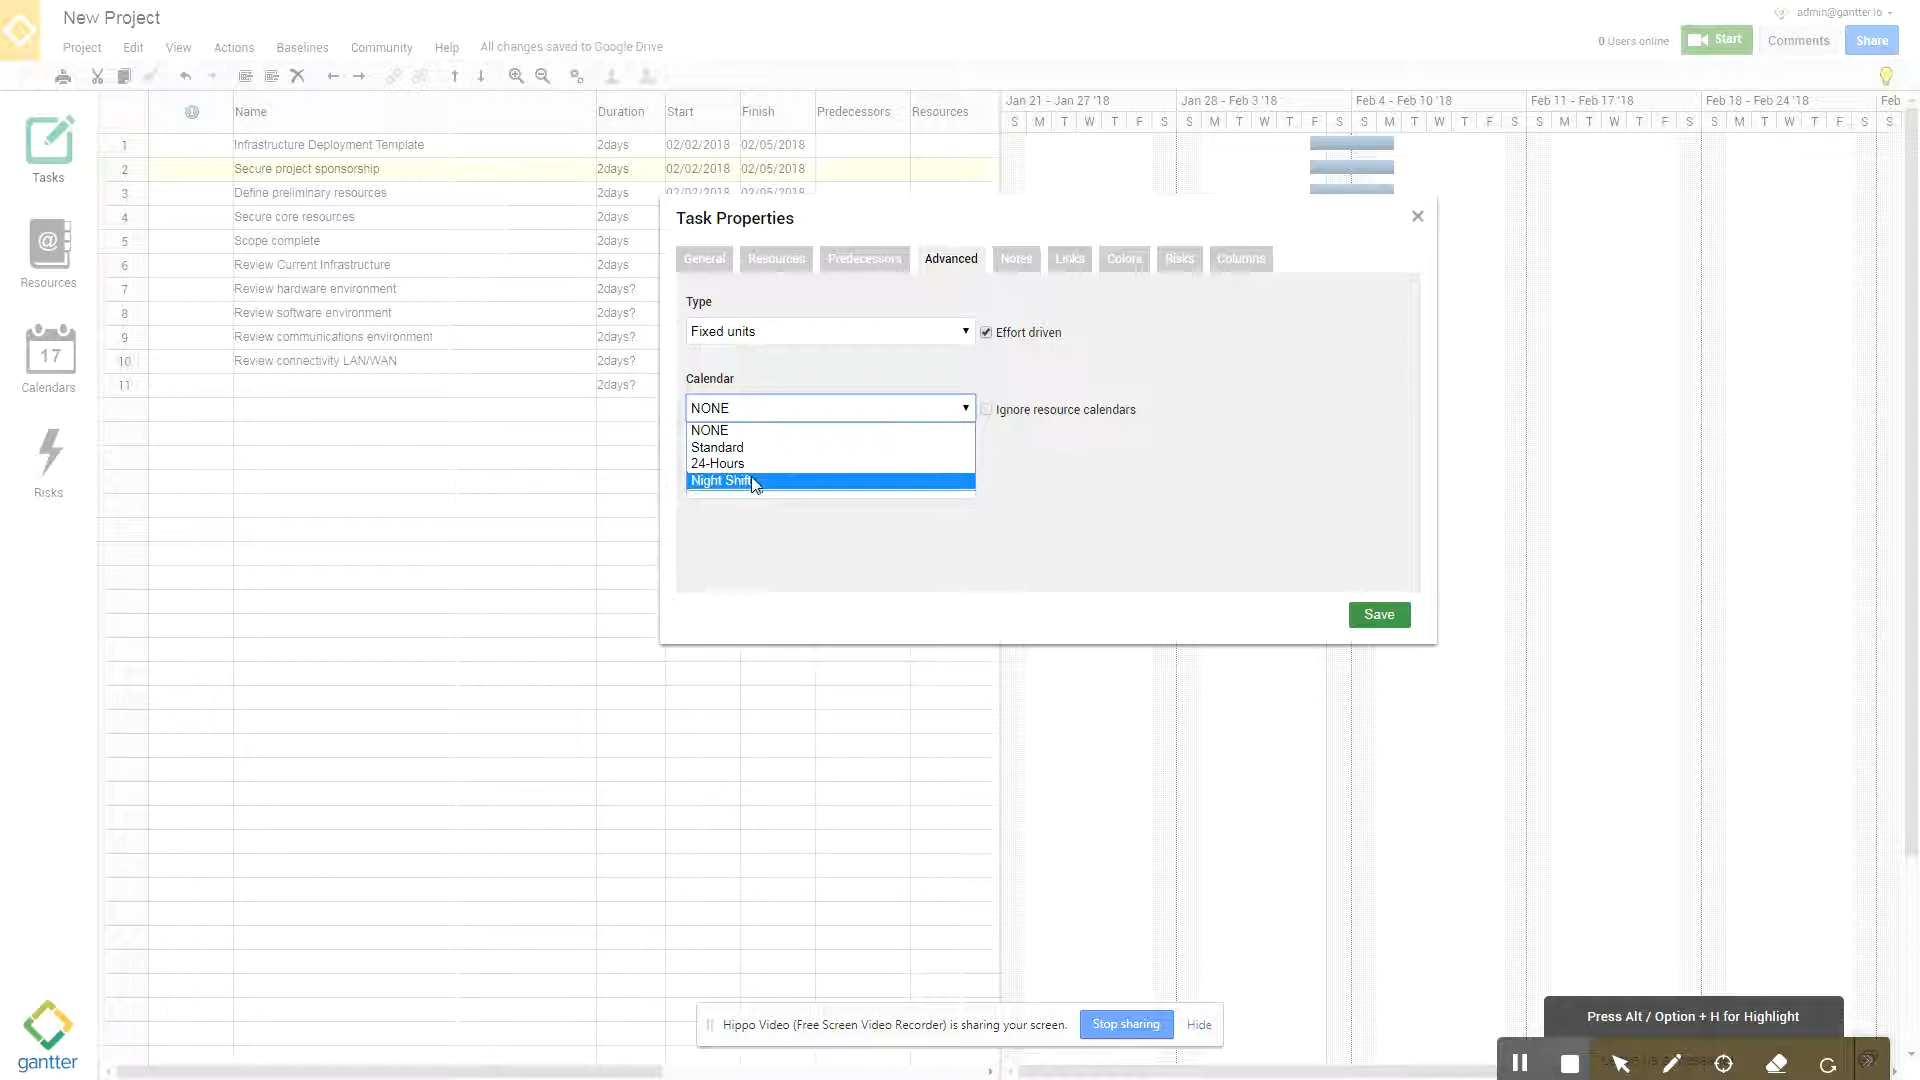 New Project
admin@gantter.io
Project Edit View Actions Baselines Community Help All changes saved to Google Drive
0 Users online Start Comments Share
Name Duration Start Finish Predecessors Resources
Jan 21 - Jan 27 '18 Jan 28 - Feb 3 '18 Feb 4 - Feb 10 '18 Feb 11 - Feb 17 '18 Feb 18 - Feb 24 '18 Feb
S M T W T F S S M T W T F S S M T W T F S S M T W T F S S M T W T F S S
1 Infrastructure Deployment Template 2days 02/02/2018 02/05/2018
2 Secure project sponsorship 2days 02/02/2018 02/05/2018
3 Define preliminary resources 2days 02/02/2018 02/05/2018
4 Secure core resources 2days
5 Scope complete 2days
6 Review Current Infrastructure 2days
7 Review hardware environment 2days?
8 Review software environment 2days?
9 Review communications environment 2days?
10 Review connectivity LAN/WAN 2days?
11 2days?
Tasks
Resources
17
Calendars
Risks
gantter
Task Properties
General Resources Predecessors Advanced Notes Links Colors Risks Columns
Type
Fixed units Effort driven
Calendar
NONE Ignore resource calendars
NONE
Standard
24-Hours
Night Shift
Save
Hippo Video (Free Screen Video Recorder) is sharing your screen. Stop sharing Hide
Press Alt / Option + H for Highlight